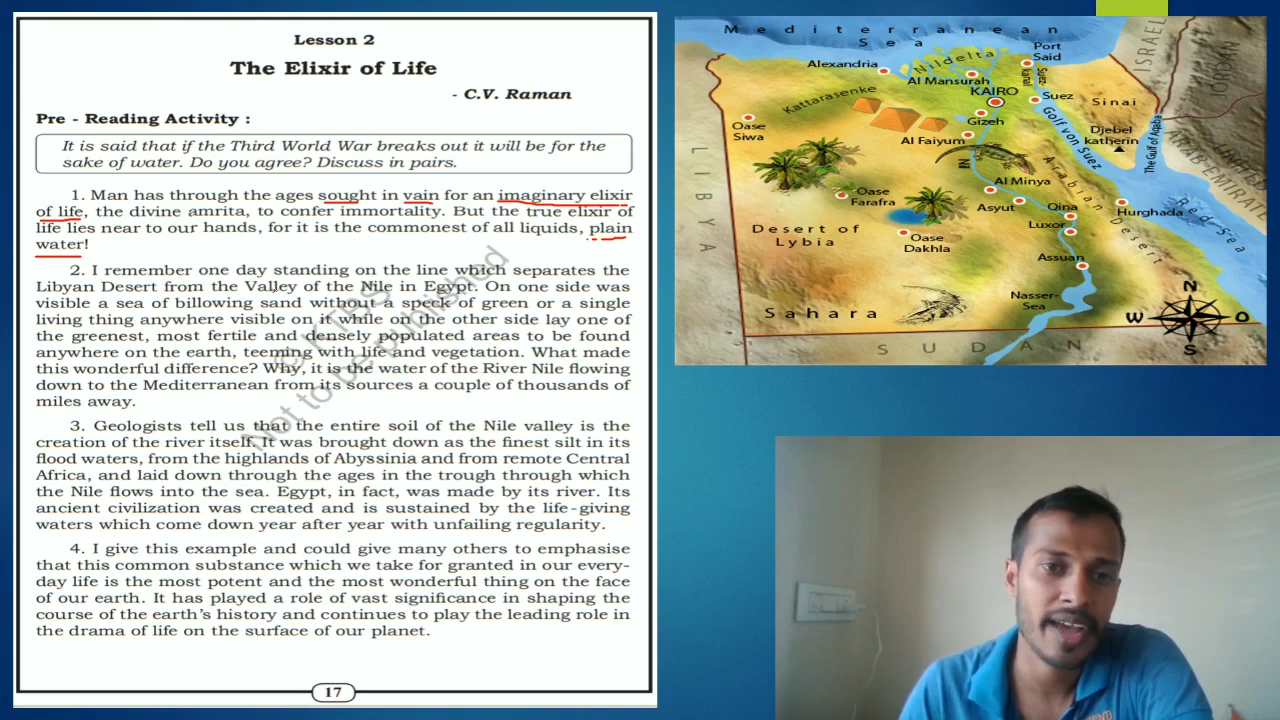 Lesson 2
The Elixir of Life
- C.V. Raman
Pre - Reading Activity :
It is said that if the Third World War breaks out it will be for the
sake of water. Do you agree? Discuss in pairs.
1. Man has through the ages sought in vain for an imaginary elixir
of life, the divine amrita, to confer immortality. But the true elixir of
life lies near to our hands, for it is the commonest of all liquids, plain
water!
2. I remember one day standing on the line which separates the
Libyan Desert from the Valley of the Nile in Egypt. On one side was
visible a sea of billowing sand without a speck of green or a single
living thing anywhere visible on it while on the other side lay one of
the greenest, most fertile and densely populated areas to be found
anywhere on the earth, teeming with life and vegetation. What made
this wonderful difference? Why, it is the water of the River Nile flowing
down to the Mediterranean from its sources a couple of thousands of
miles away.
3. Geologists tell us that the entire soil of the Nile valley is the
creation of the river itself. It was brought down as the finest silt in its
flood waters, from the highlands of Abyssinia and from remote Central
Africa, and laid down through the ages in the trough through which
the Nile flows into the sea. Egypt, in fact, was made by its river. Its
ancient civilization was created and is sustained by the life-giving
waters which come down year after year with unfailing regularity.
4. I give this example and could give many others to emphasise
that this common substance which we take for granted in our every-
day life is the most potent and the most wonderful thing on the face
of our earth. It has played a role of vast significance in shaping the
course of the earth's history and continues to play the leading role in
the drama of life on the surface of our planet.
17
© KTBS
Not to be published
Mediterranean
Sea
Port
Said
Alexandria
Nildelta
Al Mansurah
Suez
kanal
KAIRO
Suez
Kattarasenke
Sinai
Oase
Siwa
Gizeh
Golf von Suez
Djebel
katherin
The Gulf of Aqaba
Al Faiyum
ISRAEL
JORDAN
LIBYA
Nil
Al Minya
Arabian Desert
Oase
Farafra
Asyut
Qina
Hurghada
Red Sea
Luxor
Desert of
Lybia
Oase
Dakhla
Assuan
Nasser-
Sea
Sahara
SUDAN
N
W
O
S